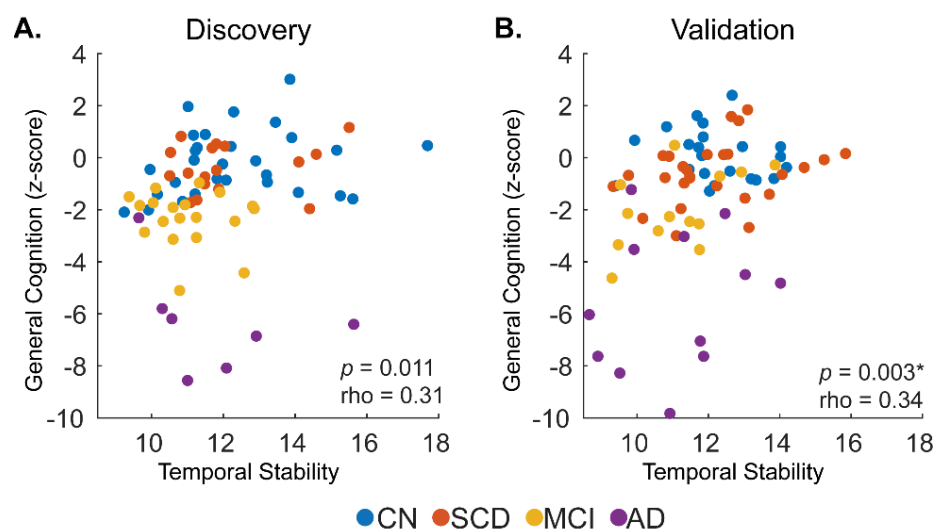 A.
Discovery
General Cognition (z-score)
4
2
0
-2
-4
-6
-8
-10
p = 0.011
rho = 0.31
10 12 14 16 18
Temporal Stability
B.
Validation
General Cognition (z-score)
4
2
0
-2
-4
-6
-8
-10
p = 0.003*
rho = 0.34
10 12 14 16 18
Temporal Stability
CN SCD MCI AD